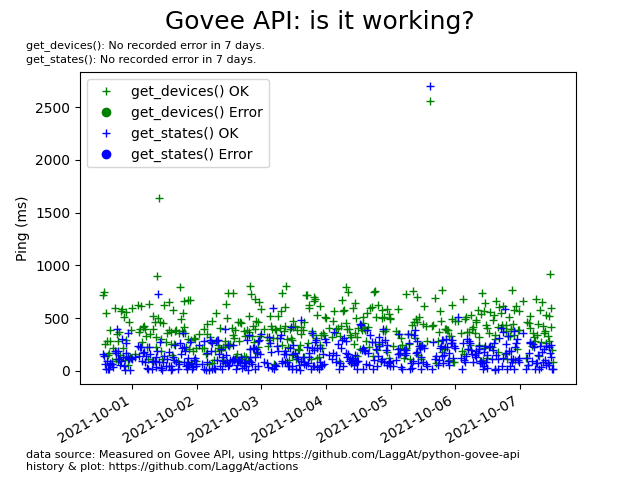 Govee API: is it working?
get_devices(): No recorded error in 7 days.
get_states(): No recorded error in 7 days.
get_devices() OK
get_devices() Error
get_states() OK
get_states() Error
Ping (ms)
2500
2000
1500
1000
500
0
2021-10-01
2021-10-02
2021-10-03
2021-10-04
2021-10-05
2021-10-06
2021-10-07
data source: Measured on Govee API, using https://github.com/LaggAt/python-govee-api
history & plot: https://github.com/LaggAt/actions